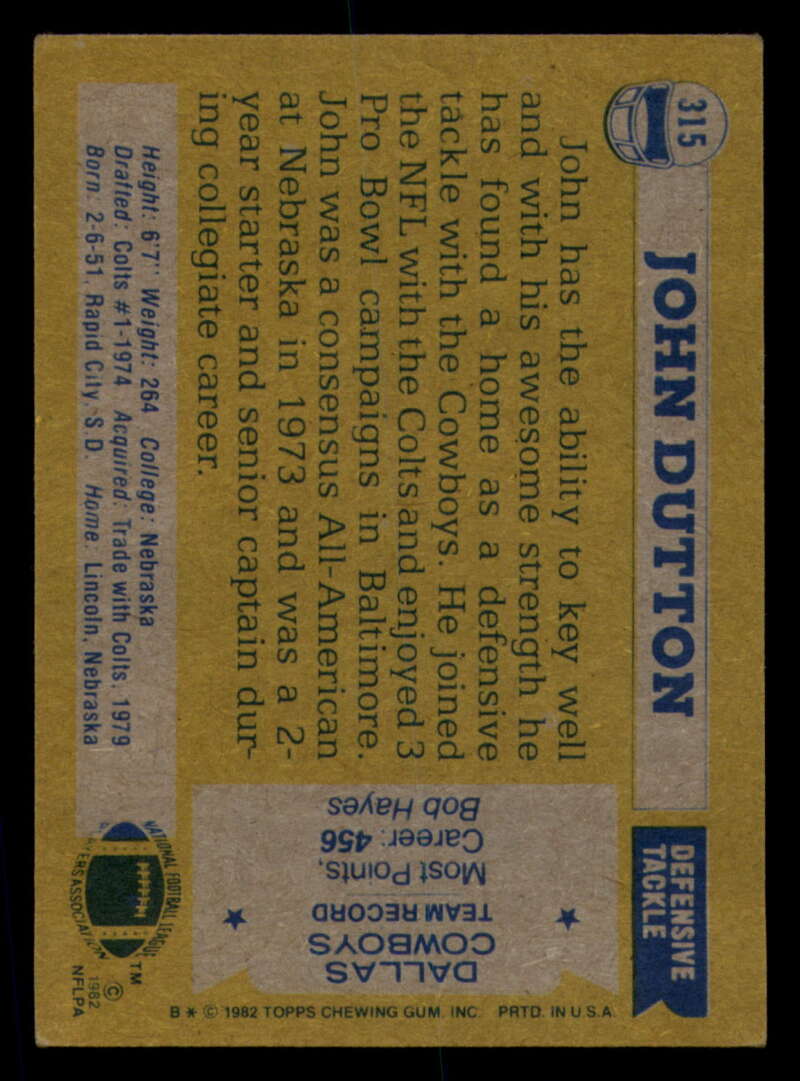 315
JOHN DUTTON
DEFENSIVE
TACKLE
John has the ability to key well
and with his awesome strength he
has found a home as a defensive
tackle with the Cowboys. He joined
the NFL with the Colts and enjoyed 3
Pro Bowl campaigns in Baltimore.
John was a consensus All-American
at Nebraska in 1973 and was a 2-
year starter and senior captain dur-
ing collegiate career.
DALLAS
COWBOYS
TEAM RECORD
Most Points,
Career: 456
Bob Hayes
Height: 6'7" Weight: 264 College: Nebraska
Drafted: Colts #1-1974 Acquired: Trade with Colts, 1979
Born: 2-6-51, Rapid City, S.D. Home: Lincoln, Nebraska
NATIONAL FOOTBALL LEAGUE
PLAYERS ASSOCIATION
TM
©
1982
NFLPA
B * © 1982 TOPPS CHEWING GUM, INC. PRTD. IN U.S.A.